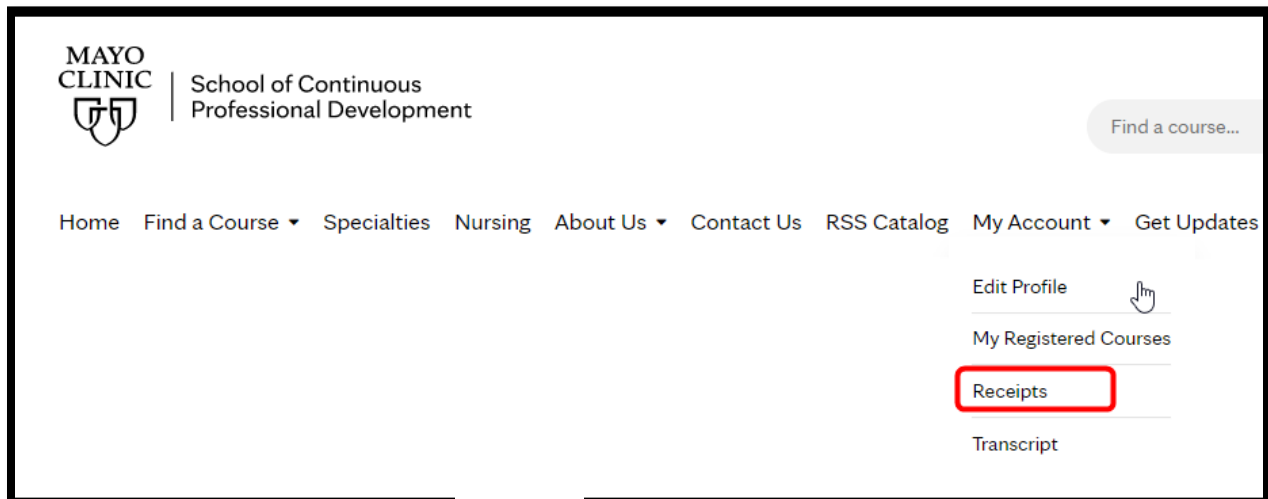 MAYO
CLINIC
School of Continuous
Professional Development
Find a course...
Home Find a Course Specialties Nursing About Us Contact Us RSS Catalog My Account Get Updates
Edit Profile
My Registered Courses
Receipts
Transcript